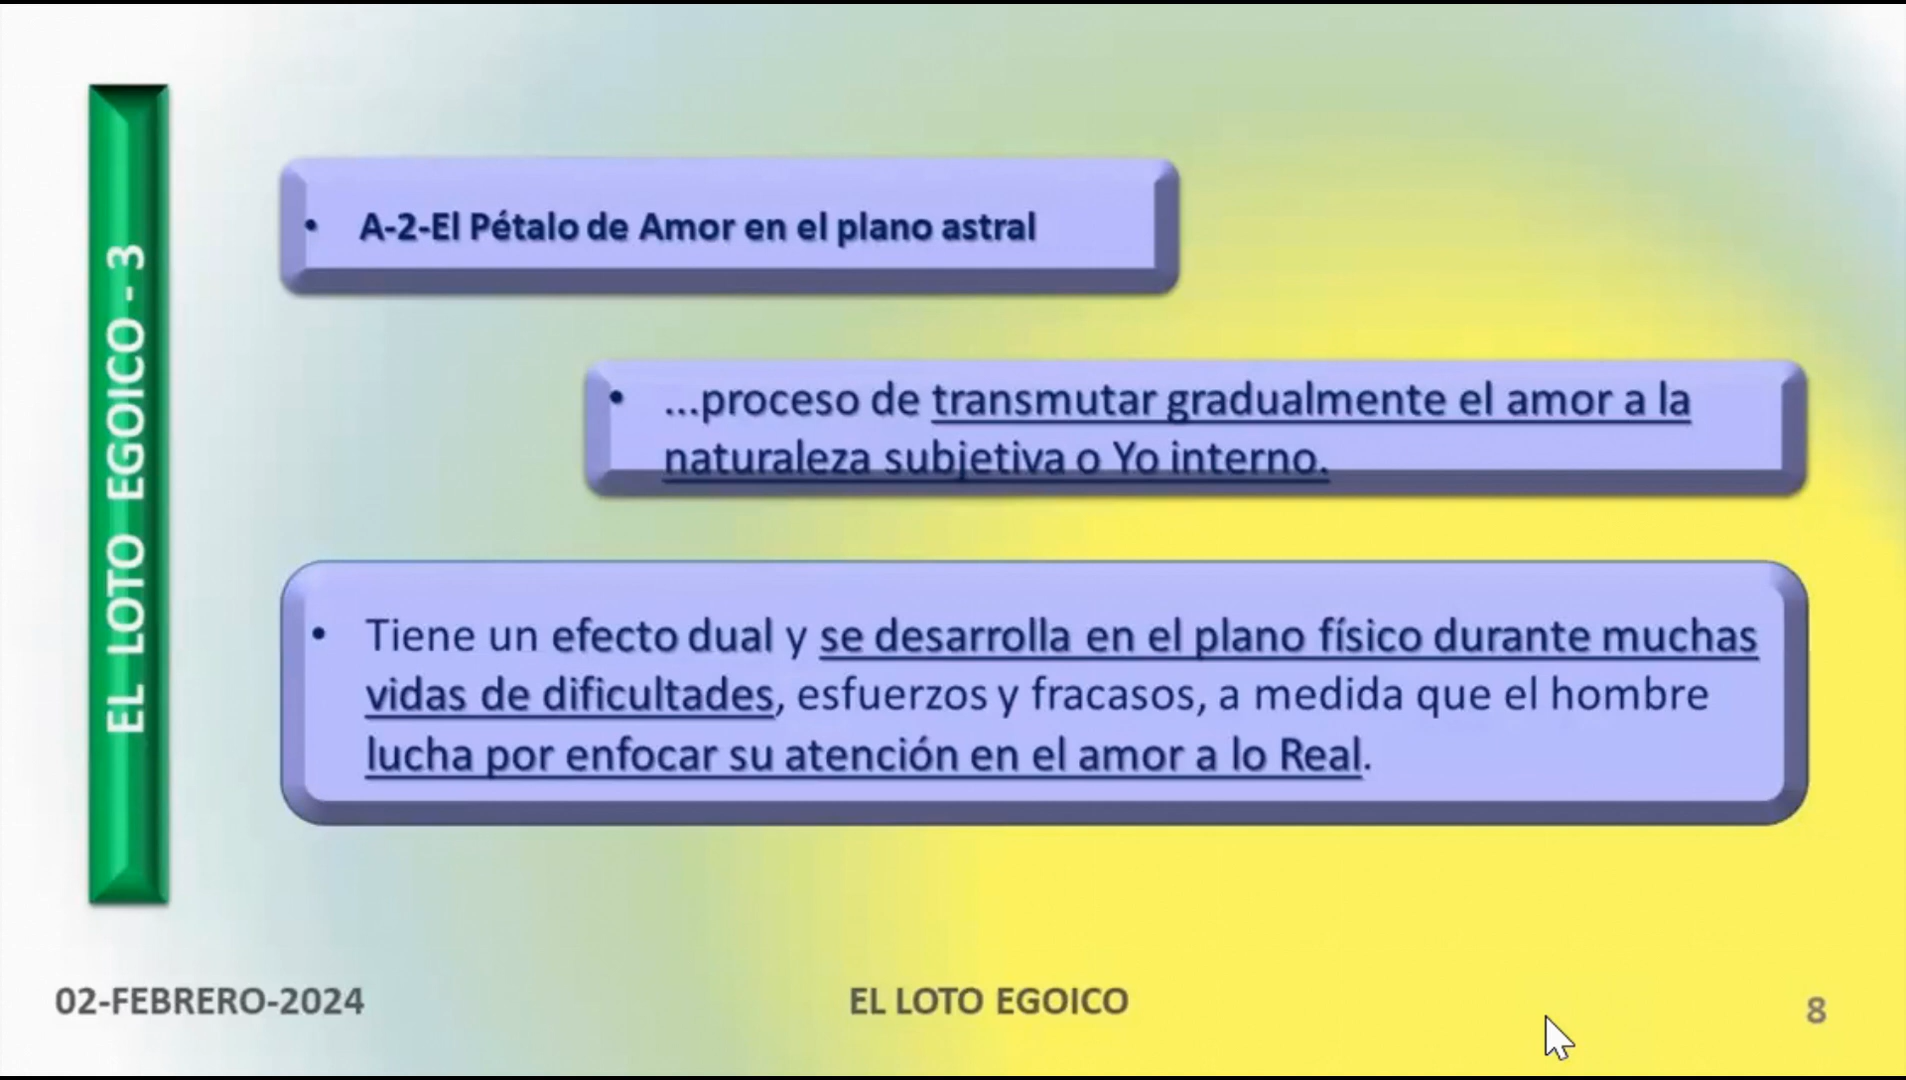 EL LOTO EGOICO - 3
• A-2-El Pétalo de Amor en el plano astral
• ...proceso de transmutar gradualmente el amor a la
naturaleza subjetiva o Yo interno.
• Tiene un efecto dual y se desarrolla en el plano físico durante muchas
vidas de dificultades, esfuerzos y fracasos, a medida que el hombre
lucha por enfocar su atención en el amor a lo Real.
02-FEBRERO-2024
EL LOTO EGOICO
8